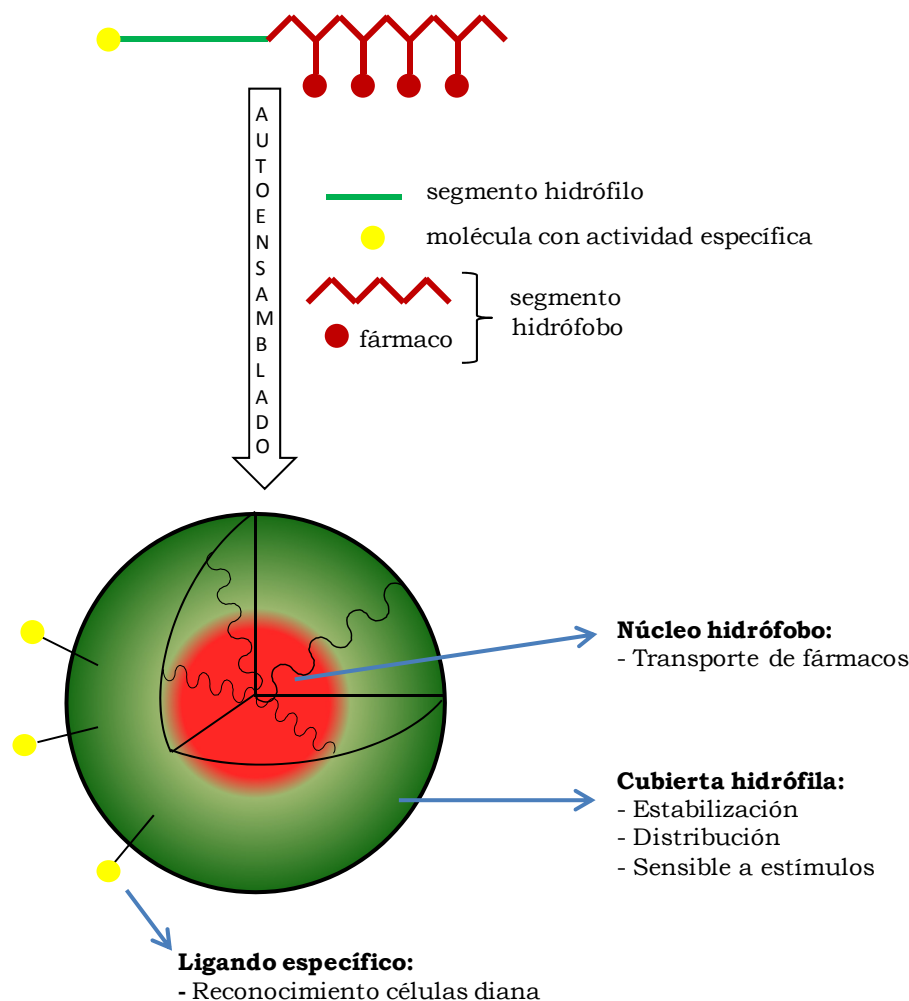 AUTOENSAMBLADO
segmento hidrófilo
molécula con actividad específica
fármaco
segmento
hidrófobo
Núcleo hidrófobo:
- Transporte de fármacos
Cubierta hidrófila:
- Estabilización
- Distribución
- Sensible a estímulos
Ligando específico:
- Reconocimiento células diana